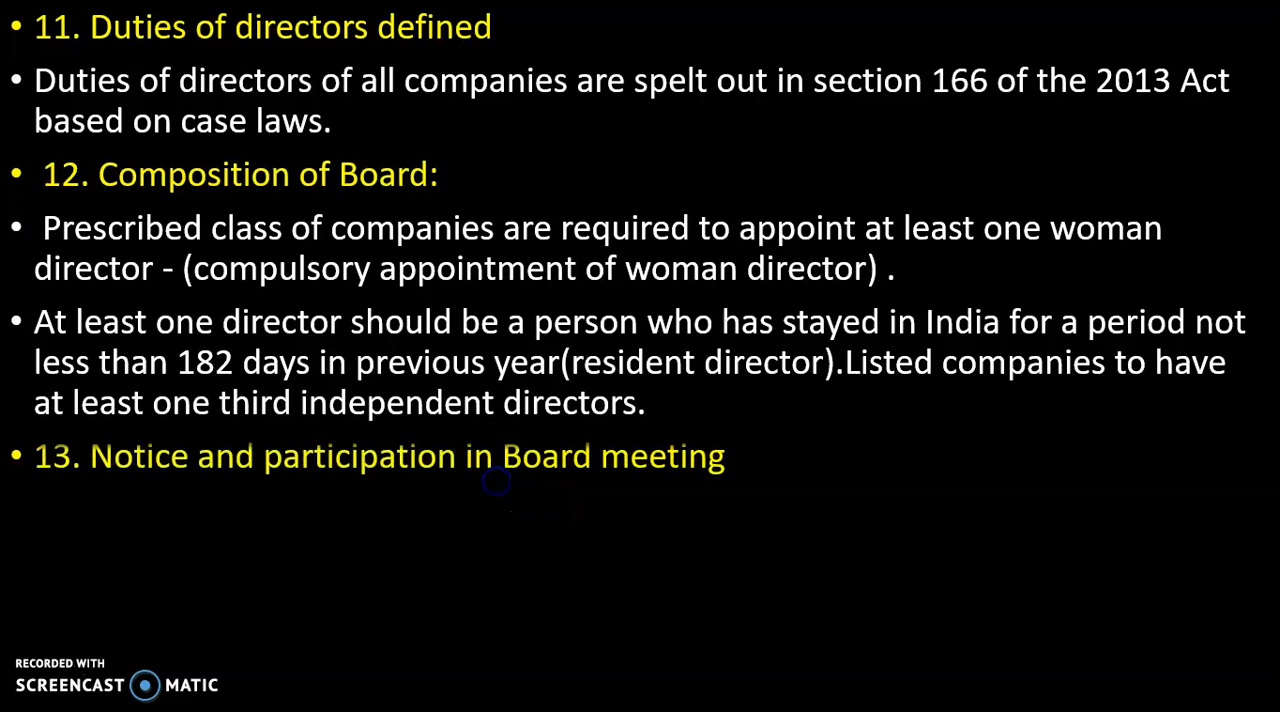 • 11. Duties of directors defined
• Duties of directors of all companies are spelt out in section 166 of the 2013 Act
based on case laws.
• 12. Composition of Board:
• Prescribed class of companies are required to appoint at least one woman
director - (compulsory appointment of woman director) .
• At least one director should be a person who has stayed in India for a period not
less than 182 days in previous year(resident director).Listed companies to have
at least one third independent directors.
• 13. Notice and participation in Board meeting
RECORDED WITH
SCREENCAST MATIC